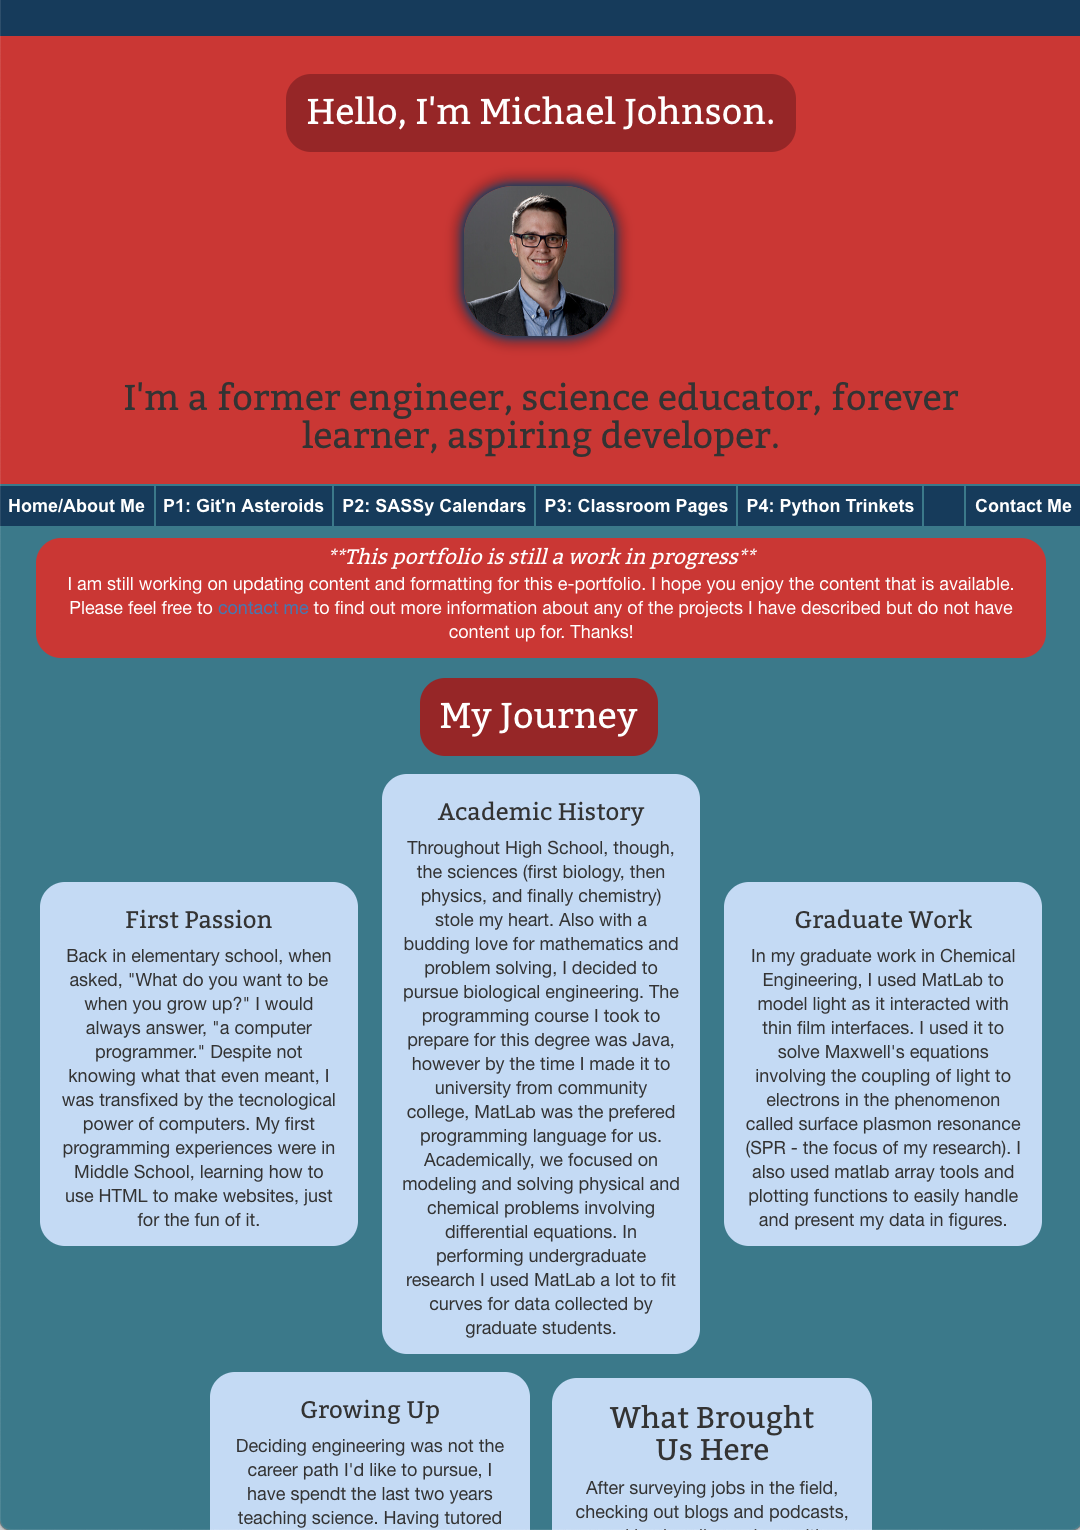 Hello, I'm Michael Johnson.
I'm a former engineer, science educator, forever
learner, aspiring developer.
Home/About Me P1: Git'n Asteroids P2: SASSy Calendars P3: Classroom Pages P4: Python Trinkets Contact Me
**This portfolio is still a work in progress**
I am still working on updating content and formatting for this e-portfolio. I hope you enjoy the content that is available.
Please feel free to contact me to find out more information about any of the projects I have described but do not have
content up for. Thanks!
My Journey
First Passion
Back in elementary school, when
asked, "What do you want to be
when you grow up?" I would
always answer, "a computer
programmer." Despite not
knowing what that even meant, I
was transfixed by the tecnological
power of computers. My first
programming experiences were in
Middle School, learning how to
use HTML to make websites, just
for the fun of it.
Academic History
Throughout High School, though,
the sciences (first biology, then
physics, and finally chemistry)
stole my heart. Also with a
budding love for mathematics and
problem solving, I decided to
pursue biological engineering. The
programming course I took to
prepare for this degree was Java,
however by the time I made it to
university from community
college, MatLab was the prefered
programming language for us.
Academically, we focused on
modeling and solving physical and
chemical problems involving
differential equations. In
performing undergraduate
research I used MatLab a lot to fit
curves for data collected by
graduate students.
Graduate Work
In my graduate work in Chemical
Engineering, I used MatLab to
model light as it interacted with
thin film interfaces. I used it to
solve Maxwell's equations
involving the coupling of light to
electrons in the phenomenon
called surface plasmon resonance
(SPR - the focus of my research). I
also used matlab array tools and
plotting functions to easily handle
and present my data in figures.
Growing Up
Deciding engineering was not the
career path I'd like to pursue, I
have spendt the last two years
teaching science. Having tutored
What Brought
Us Here
After surveying jobs in the field,
checking out blogs and podcasts,